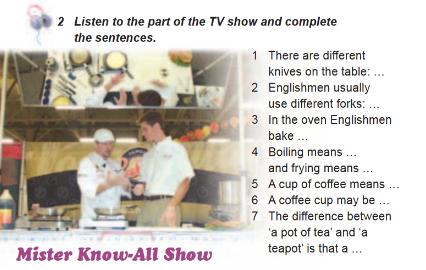 2 Listen to the part of the TV show and complete
the sentences.
1 There are different
knives on the table: ...
2 Englishmen usually
use different forks: ...
3 In the oven Englishmen
bake ...
4 Boiling means ...
and frying means ...
5 A cup of coffee means ...
6 A coffee cup may be ...
7 The difference between
'a pot of tea' and 'a
teapot' is that a ...
Mister Know-All Show